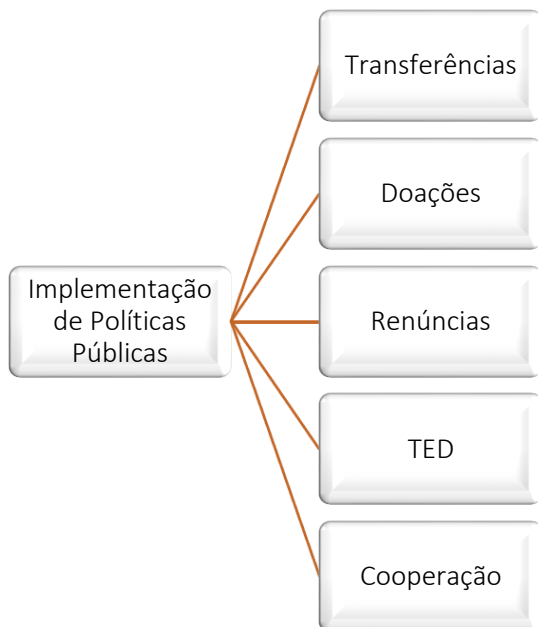 Transferências
Doações
Implementação
de Políticas
Públicas
Renúncias
TED
Cooperação